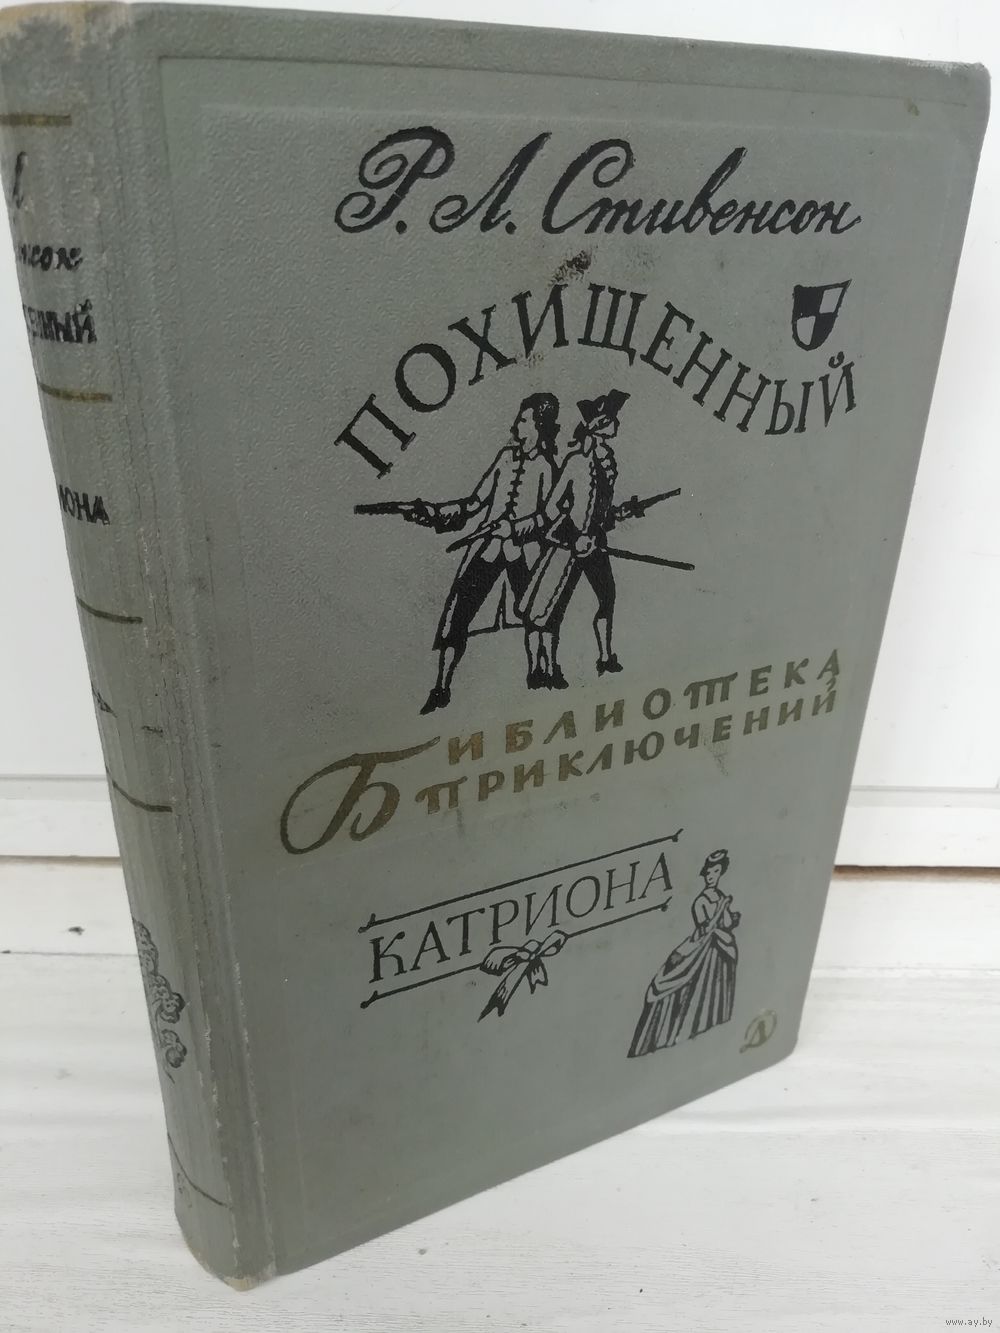 Р. Л. Стивенсон
ПОХИЩЕННЫЙ
БИБЛИОТЕКА
ПРИКЛЮЧЕНИЙ
КАТРИОНА
www.ay.by